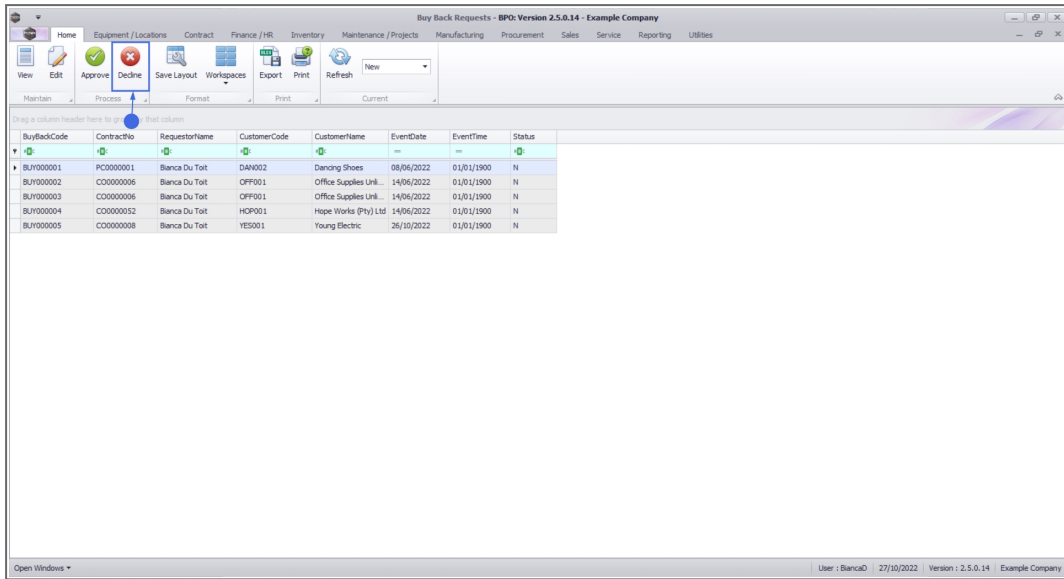 Buy Back Requests - BPO: Version 2.5.0.14 - Example Company
Home Equipment / Locations Contract Finance / HR Inventory Maintenance / Projects Manufacturing Procurement Sales Service Reporting Utilities
View Edit Approve Decline Save Layout Workspaces Export Print Refresh New
Maintain Process Format Print Current
Drag a column header here to group by that column
BuyBackCode ContractNo RequestorName CustomerCode CustomerName EventDate EventTime Status
BUY000001 PC0000001 Bianca Du Toit DAN002 Dancing Shoes 08/06/2022 01/01/1900 N
BUY000002 CO0000006 Bianca Du Toit OFF001 Office Supplies Unli... 14/06/2022 01/01/1900 N
BUY000003 CO0000006 Bianca Du Toit OFF001 Office Supplies Unli... 14/06/2022 01/01/1900 N
BUY000004 CO0000052 Bianca Du Toit HOP001 Hope Works (Pty) Ltd 14/06/2022 01/01/1900 N
BUY000005 CO0000008 Bianca Du Toit YES001 Young Electric 26/10/2022 01/01/1900 N
Open Windows User : BiancaD 27/10/2022 Version : 2.5.0.14 Example Company